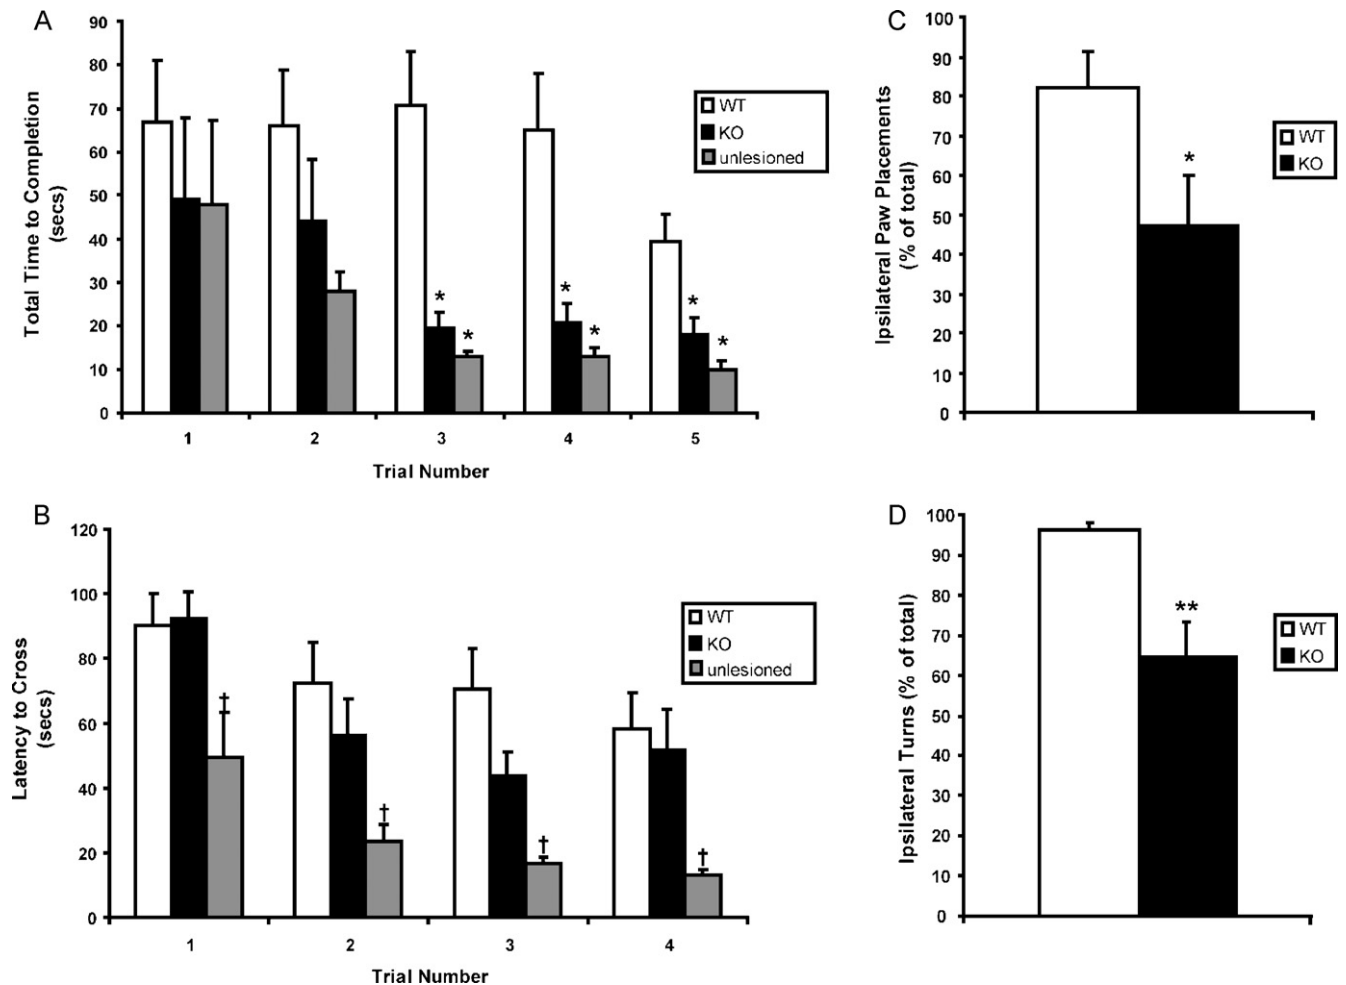 A
90
80
70
60
50
40
30
20
10
0
Total Time to Completion
(secs)
WT
KO
unlesioned
* * * * * *
1 2 3 4 5
Trial Number
B
120
100
80
60
40
20
0
Latency to Cross
(secs)
WT
KO
unlesioned
‡ † † †
1 2 3 4
Trial Number
C
100
90
80
70
60
50
40
30
20
10
0
Ipsilateral Paw Placements
(% of total)
*
WT
KO
D
100
90
80
70
60
50
40
30
20
10
0
Ipsilateral Turns (% of total)
**
WT
KO